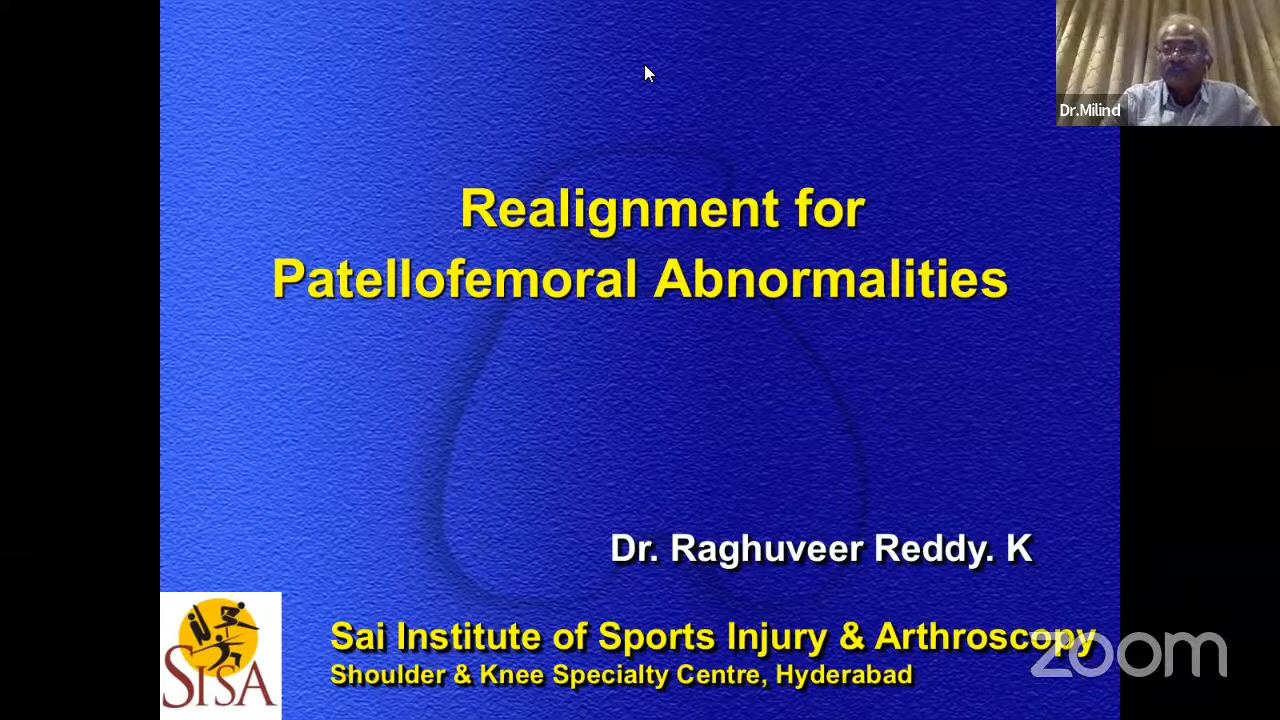 Dr.Milind
Realignment for
Patellofemoral Abnormalities
Dr. Raghuveer Reddy. K
SISA
Sai Institute of Sports Injury & Arthroscopy
Shoulder & Knee Specialty Centre, Hyderabad
zoom